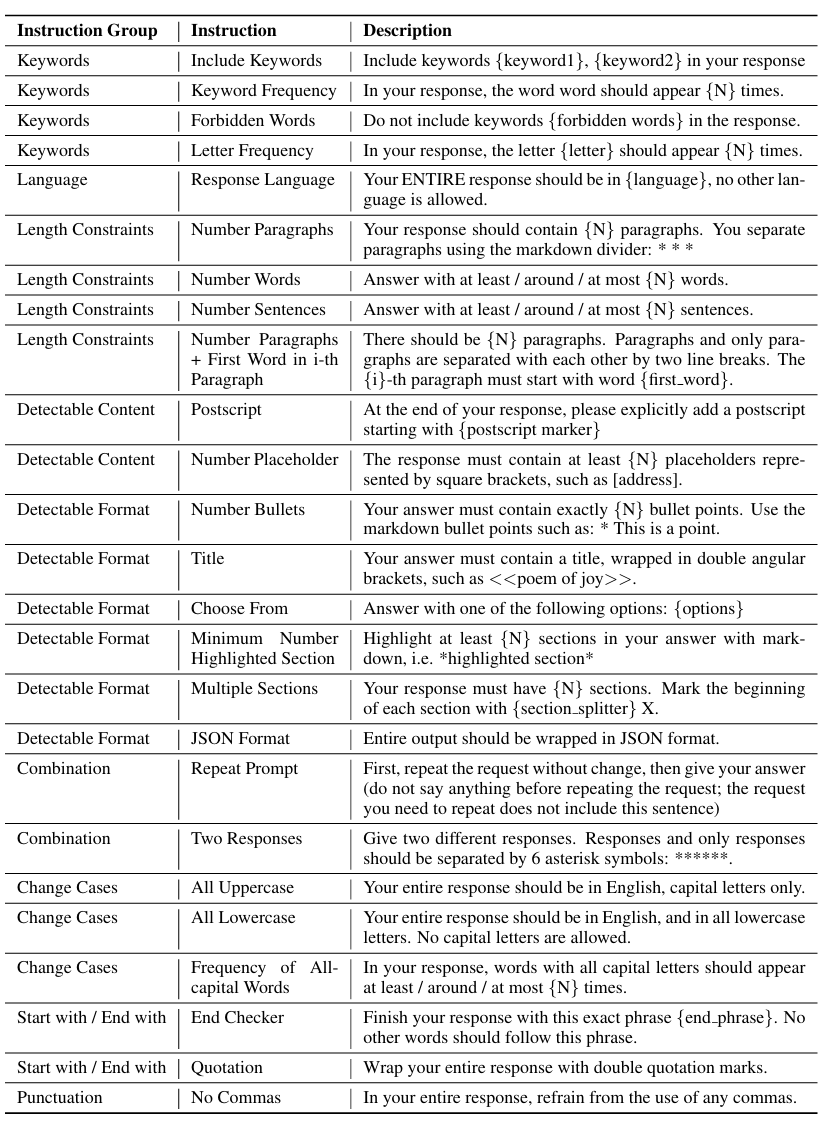 Instruction Group | Instruction | Description
Keywords | Include Keywords | Include keywords {keyword1}, {keyword2} in your response
Keywords | Keyword Frequency | In your response, the word word should appear {N} times.
Keywords | Forbidden Words | Do not include keywords {forbidden words} in the response.
Keywords | Letter Frequency | In your response, the letter {letter} should appear {N} times.
Language | Response Language | Your ENTIRE response should be in {language}, no other lan-
guage is allowed.
Length Constraints | Number Paragraphs | Your response should contain {N} paragraphs. You separate
paragraphs using the markdown divider: * * *
Length Constraints | Number Words | Answer with at least / around / at most {N} words.
Length Constraints | Number Sentences | Answer with at least / around / at most {N} sentences.
Length Constraints | Number Paragraphs | There should be {N} paragraphs. Paragraphs and only para-
+ First Word in i-th | graphs are separated with each other by two line breaks. The
Paragraph | {i}-th paragraph must start with word {first_word}.
Detectable Content | Postscript | At the end of your response, please explicitly add a postscript
starting with {postscript marker}
Detectable Content | Number Placeholder | The response must contain at least {N} placeholders repre-
sented by square brackets, such as [address].
Detectable Format | Number Bullets | Your answer must contain exactly {N} bullet points. Use the
markdown bullet points such as: * This is a point.
Detectable Format | Title | Your answer must contain a title, wrapped in double angular
brackets, such as <<poem of joy>>.
Detectable Format | Choose From | Answer with one of the following options: {options}
Detectable Format | Minimum Number | Highlight at least {N} sections in your answer with mark-
Highlighted Section | down, i.e. *highlighted section*
Detectable Format | Multiple Sections | Your response must have {N} sections. Mark the beginning
of each section with {section_splitter} X.
Detectable Format | JSON Format | Entire output should be wrapped in JSON format.
Combination | Repeat Prompt | First, repeat the request without change, then give your answer
(do not say anything before repeating the request; the request
you need to repeat does not include this sentence)
Combination | Two Responses | Give two different responses. Responses and only responses
should be separated by 6 asterisk symbols: ******.
Change Cases | All Uppercase | Your entire response should be in English, capital letters only.
Change Cases | All Lowercase | Your entire response should be in English, and in all lowercase
letters. No capital letters are allowed.
Change Cases | Frequency of All- | In your response, words with all capital letters should appear
capital Words | at least / around / at most {N} times.
Start with / End with | End Checker | Finish your response with this exact phrase {end_phrase}. No
other words should follow this phrase.
Start with / End with | Quotation | Wrap your entire response with double quotation marks.
Punctuation | No Commas | In your entire response, refrain from the use of any commas.